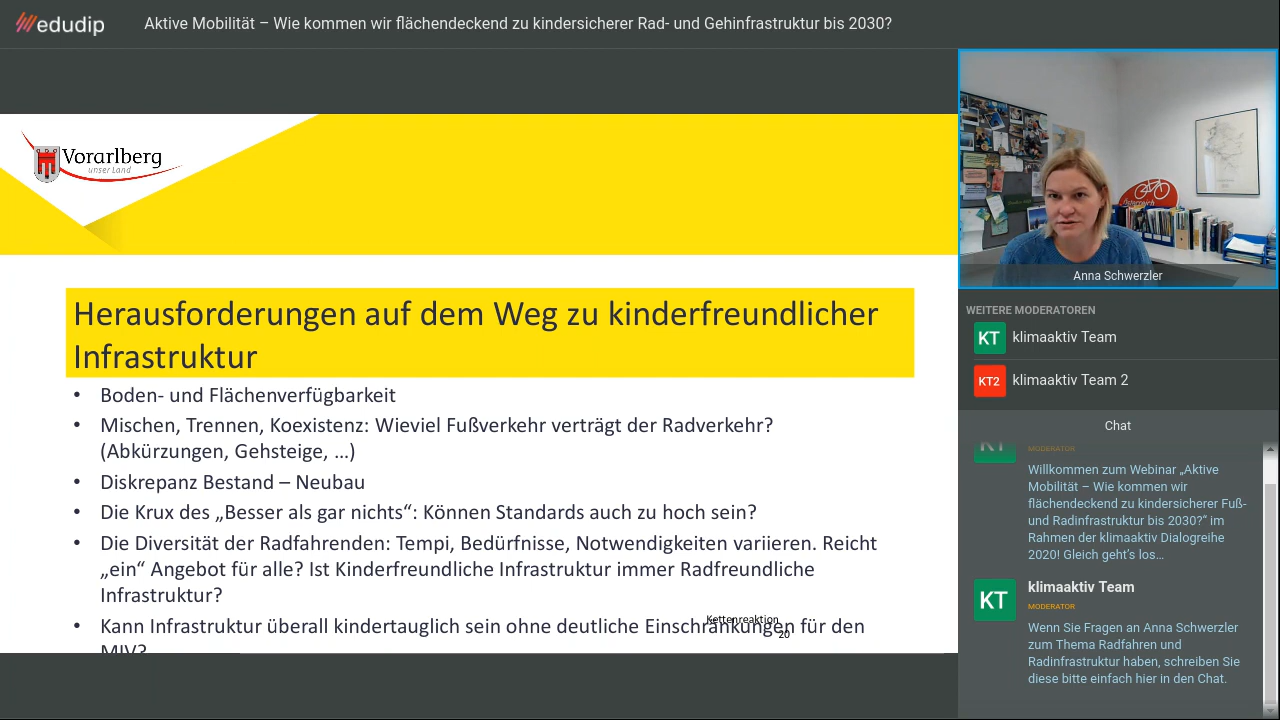 edudip
Aktive Mobilität – Wie kommen wir flächendeckend zu kindersicherer Rad- und Gehinfrastruktur bis 2030?
Vorarlberg
unser Land
Herausforderungen auf dem Weg zu kinderfreundlicher
Infrastruktur
• Boden- und Flächenverfügbarkeit
• Mischen, Trennen, Koexistenz: Wieviel Fußverkehr verträgt der Radverkehr?
(Abkürzungen, Gehsteige, …)
• Diskrepanz Bestand – Neubau
• Die Krux des „Besser als gar nichts“: Können Standards auch zu hoch sein?
• Die Diversität der Radfahrenden: Tempi, Bedürfnisse, Notwendigkeiten variieren. Reicht
„ein“ Angebot für alle? Ist Kinderfreundliche Infrastruktur immer Radfreundliche
Infrastruktur?
• Kann Infrastruktur überall kindertauglich sein ohne deutliche Einschränkungen für den
MIV?
Kettenreaktion
20
Österreich
Anna Schwerzler
WEITERE MODERATOREN
KT klimaaktiv Team
KT2 klimaaktiv Team 2
Chat
KT
MODERATOR
Willkommen zum Webinar „Aktive
Mobilität – Wie kommen wir
flächendeckend zu kindersicherer Fuß-
und Radinfrastruktur bis 2030?“ im
Rahmen der klimaaktiv Dialogreihe
2020! Gleich geht's los…
KT klimaaktiv Team
MODERATOR
Wenn Sie Fragen an Anna Schwerzler
zum Thema Radfahren und
Radinfrastruktur haben, schreiben Sie
diese bitte einfach hier in den Chat.